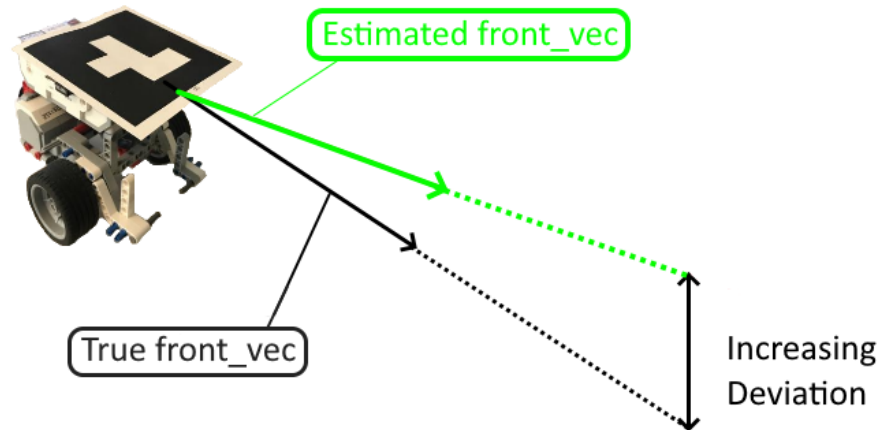 Estimated front_vec
True front_vec
Increasing
Deviation